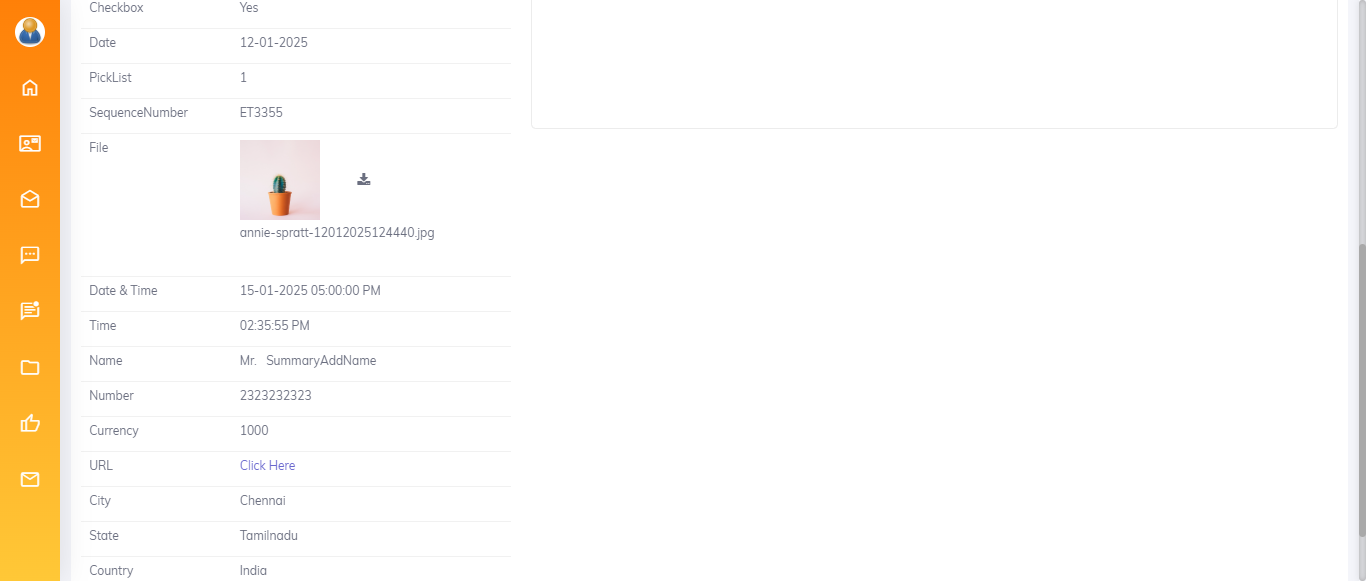 Checkbox Yes
Date 12-01-2025
PickList 1
SequenceNumber ET3355
File
annie-spratt-12012025124440.jpg
Date & Time 15-01-2025 05:00:00 PM
Time 02:35:55 PM
Name Mr. SummaryAddName
Number 2323232323
Currency 1000
URL Click Here
City Chennai
State Tamilnadu
Country India